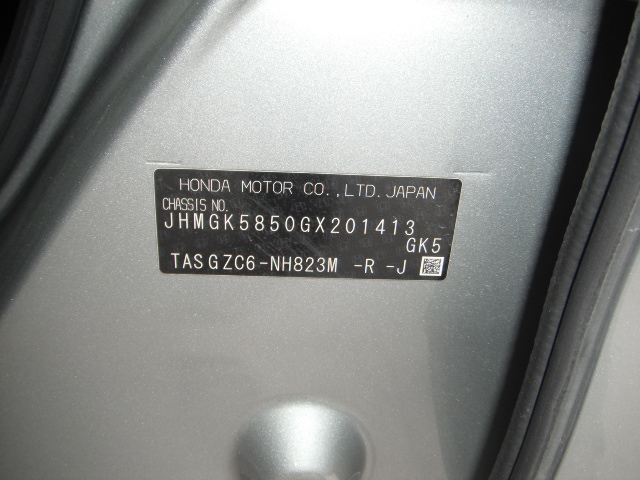 HONDA MOTOR CO.,LTD.JAPAN
CHASSIS NO.
JHMGK5850GX201413
GK5
TASGZC6-NH823M -R -J